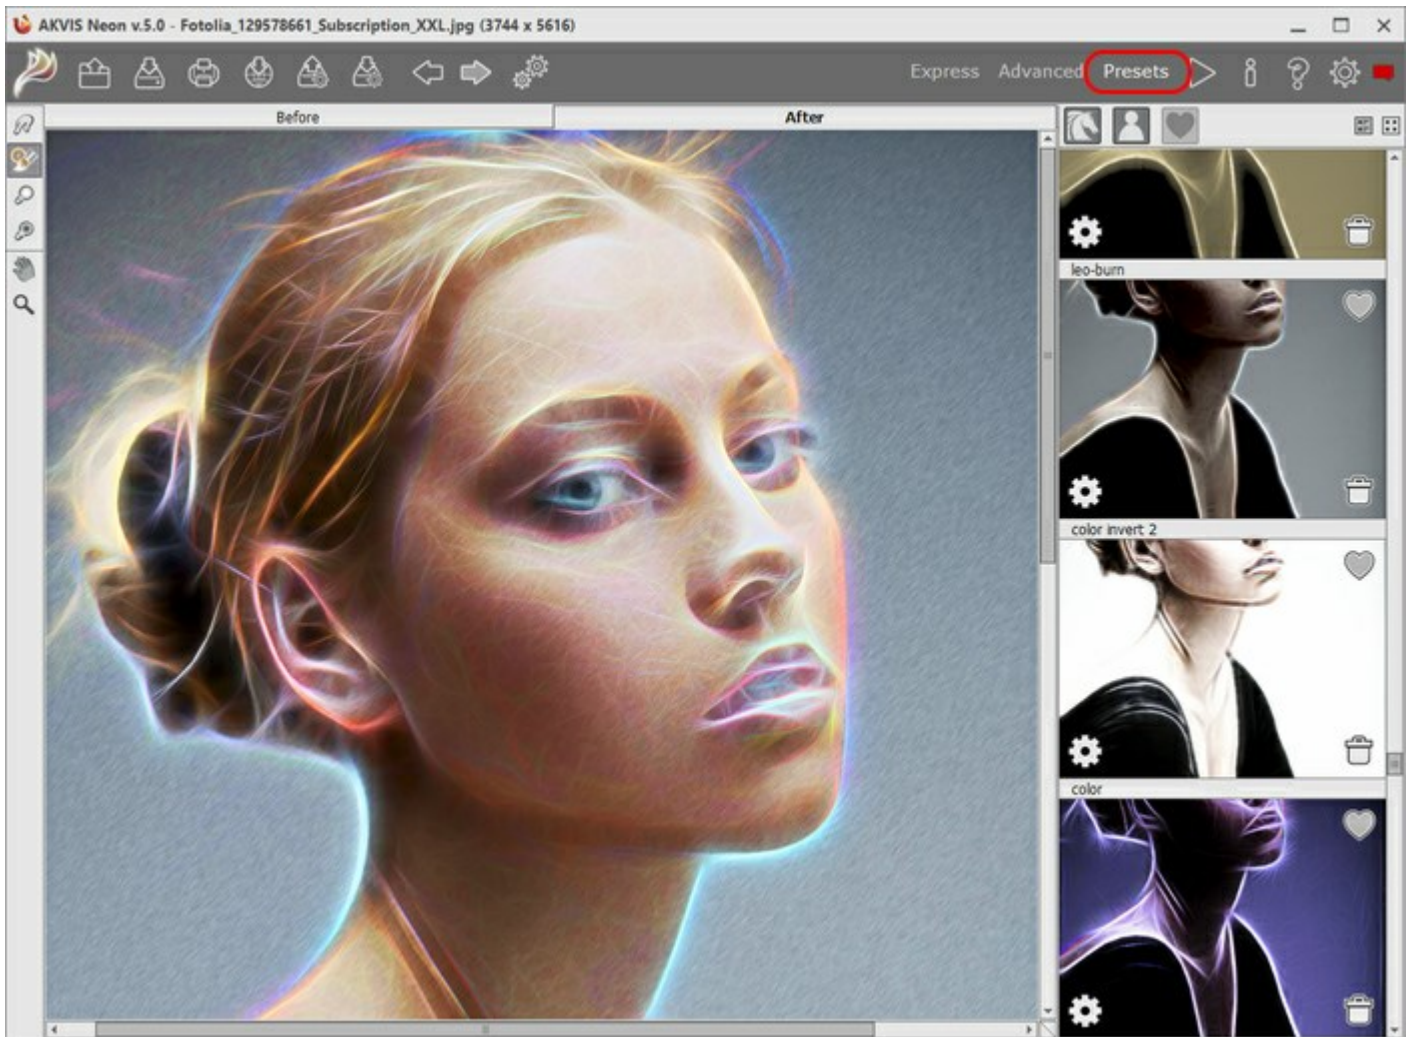 AKVIS Neon v.5.0 - Fotolia_129578661_Subscription_XXL.jpg (3744 x 5616)
Express Advanced Presets
Before After
leo-burn
color invert 2
color